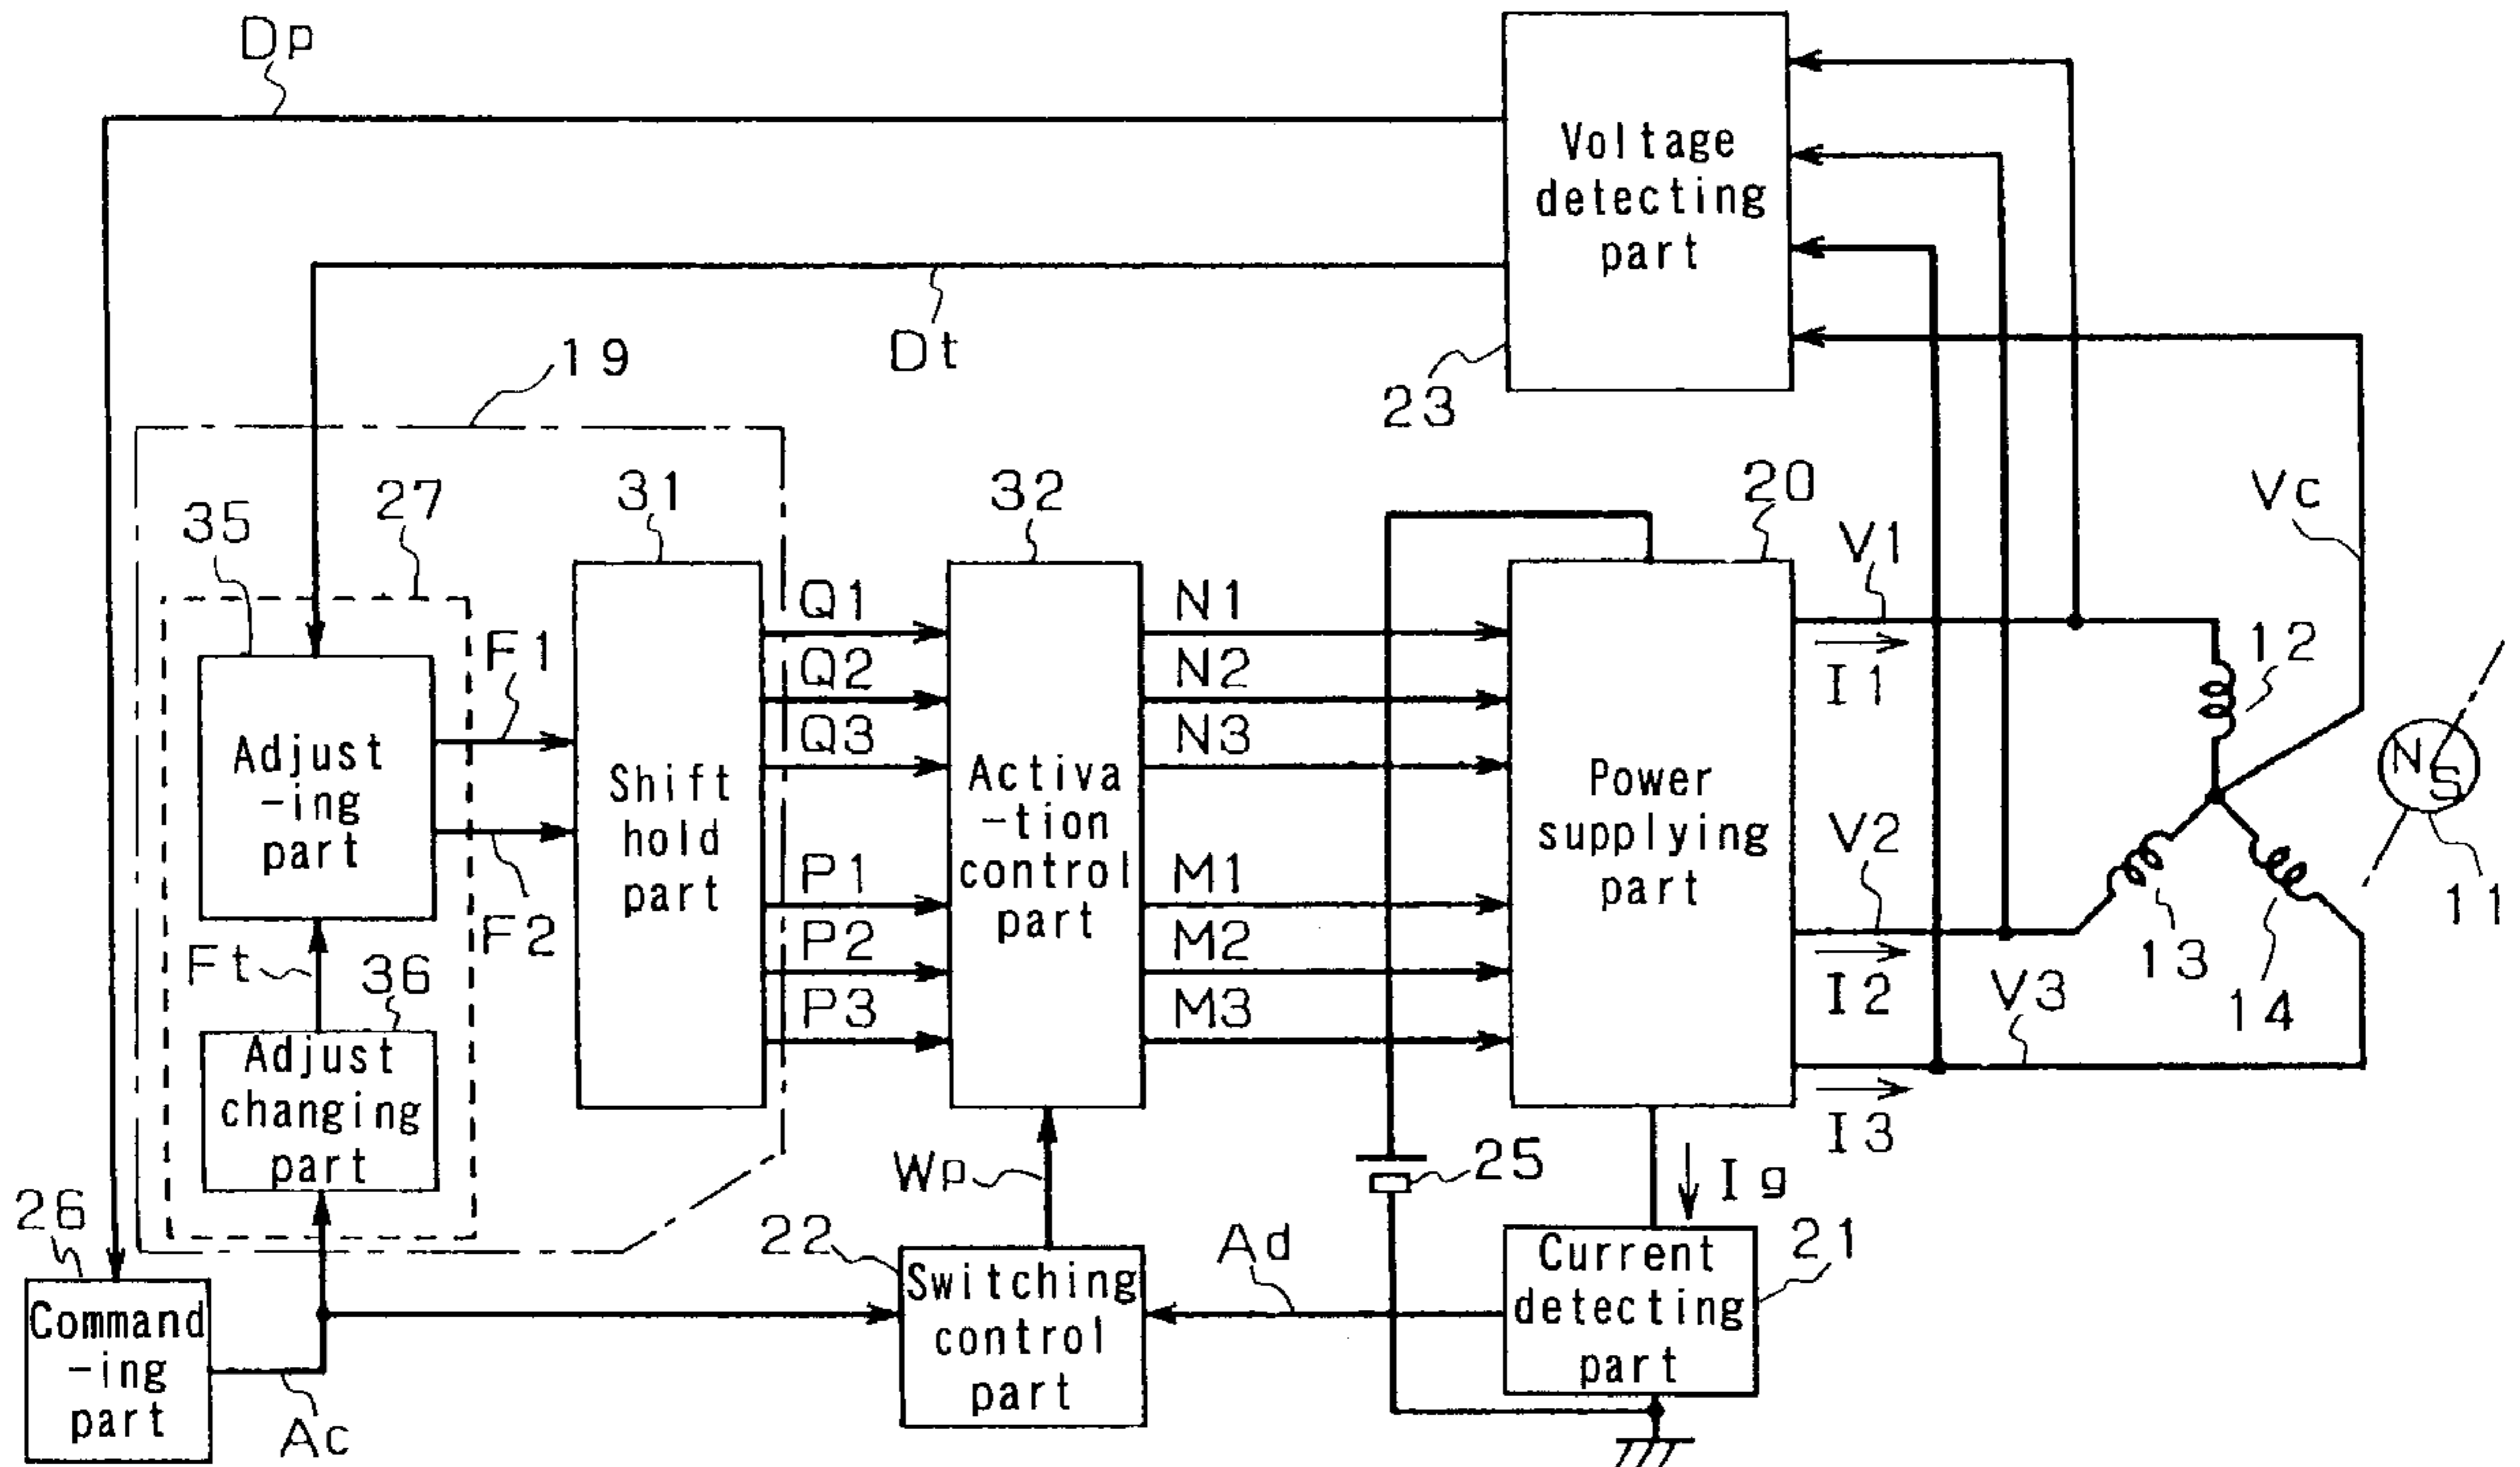 Dp
Voltage
detecting
part
Dt
19
23
Vc
35
27
31
32
20
V1
Q1
N1
F1
Q2
N2
12
I1
Q3
N3
Adjust
-ing
part
Shift
hold
part
Activa
-tion
control
part
Power
supplying
part
N
S
V2
P1
M1
11
F2
P2
M2
Ft
36
13
I2
V3
14
P3
M3
Adjust
changing
part
I3
Wp
25
Ig
26
22
Ad
21
Command
-ing
part
Switching
control
part
Current
detecting
part
Ac